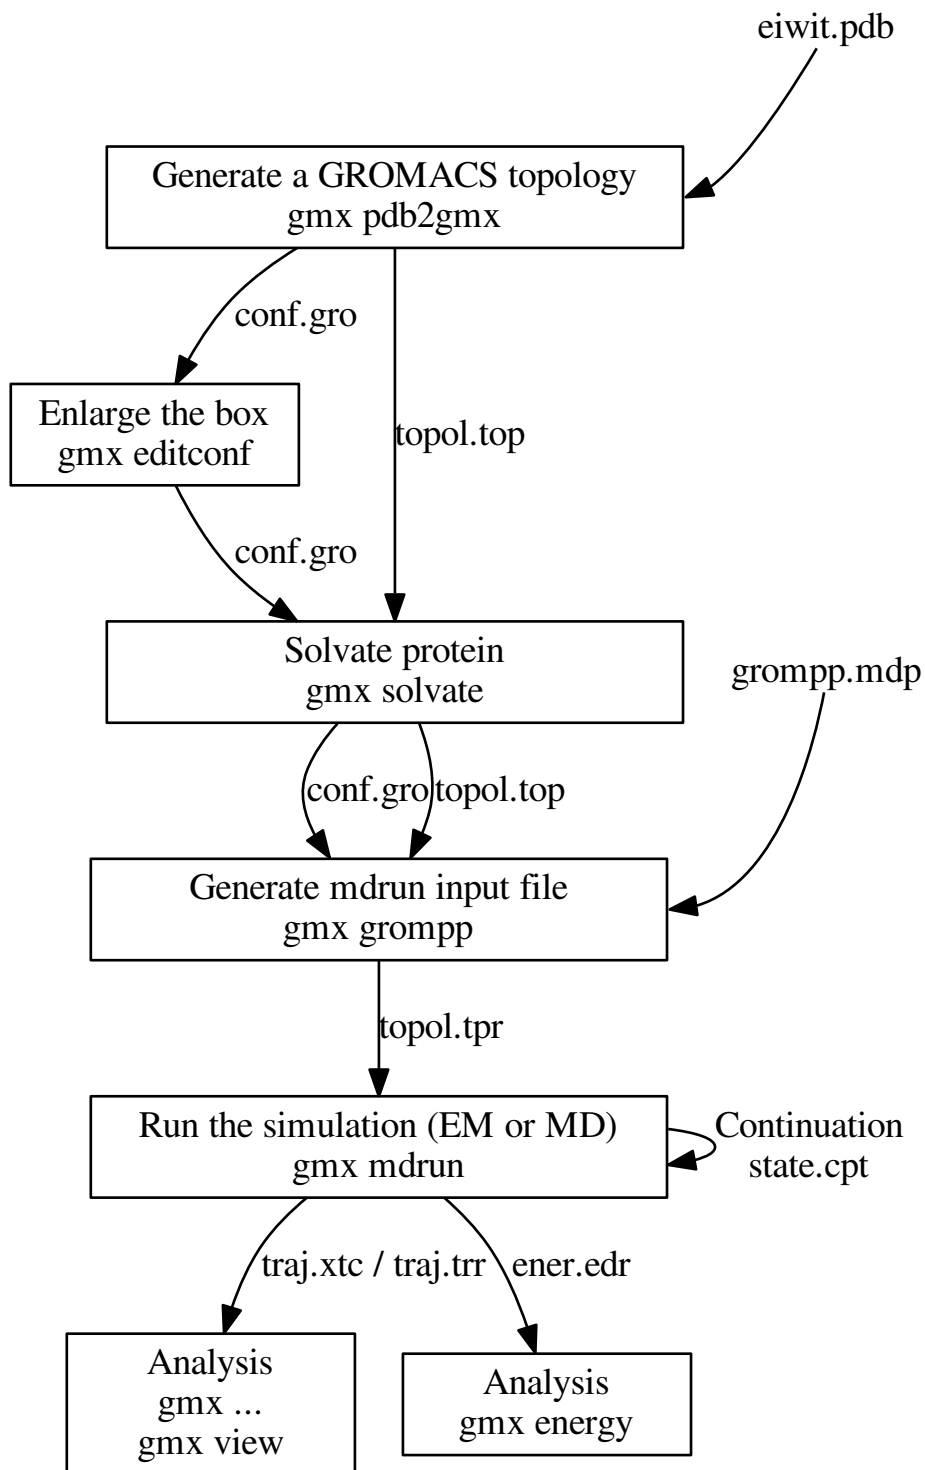 eiwit.pdb
Generate a GROMACS topology
gmx pdb2gmx
conf.gro
Enlarge the box
gmx editconf
topol.top
conf.gro
Solvate protein
gmx solvate
grompp.mdp
conf.gro
topol.top
Generate mdrun input file
gmx grompp
topol.tpr
Run the simulation (EM or MD)
gmx mdrun
Continuation
state.cpt
traj.xtc / traj.trr
ener.edr
Analysis
gmx ...
gmx view
Analysis
gmx energy